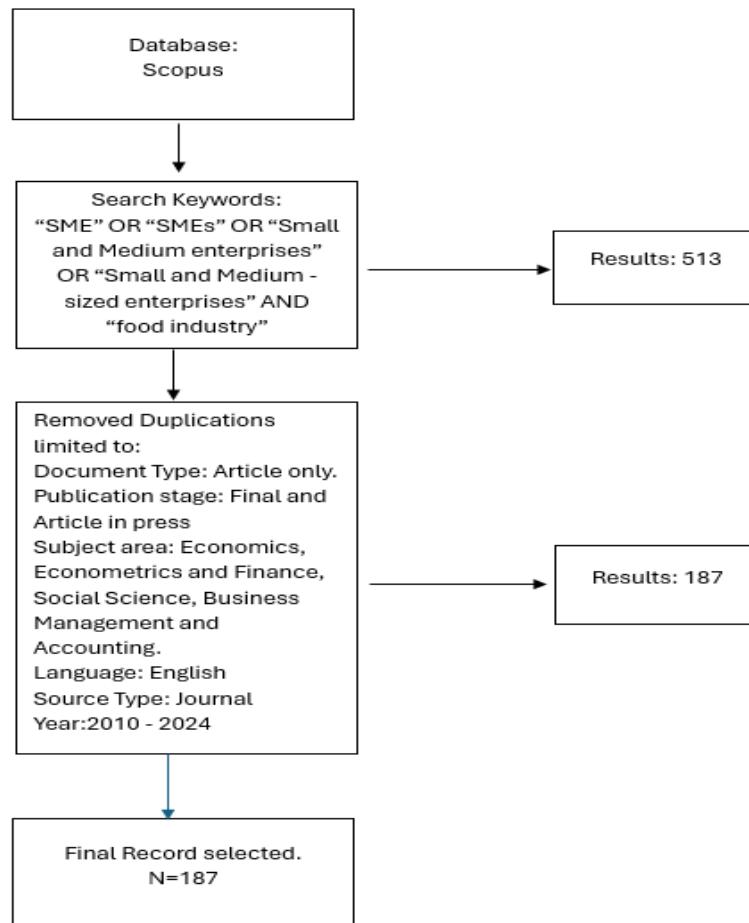 Database:
Scopus
Search Keywords:
“SME” OR “SMEs” OR “Small
and Medium enterprises”
OR “Small and Medium -
sized enterprises” AND
“food industry”
Results: 513
Removed Duplications
limited to:
Document Type: Article only.
Publication stage: Final and
Article in press
Subject area: Economics,
Econometrics and Finance,
Social Science, Business
Management and
Accounting.
Language: English
Source Type: Journal
Year:2010 - 2024
Results: 187
Final Record selected.
N=187